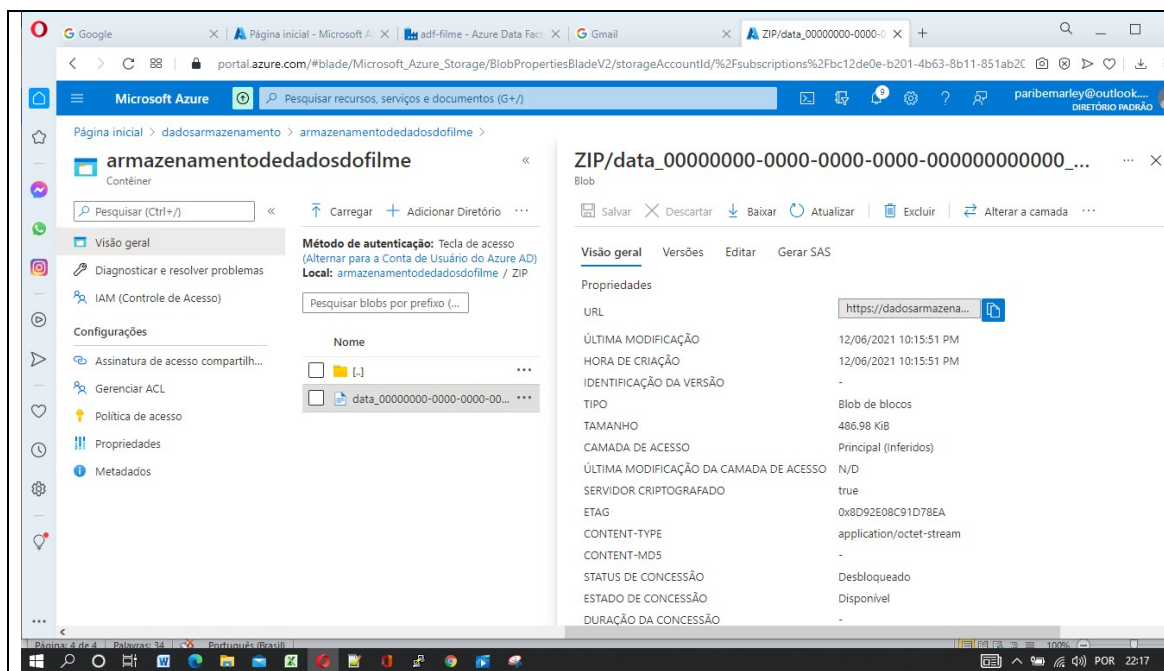 Google
Página inicial - Microsoft A
adf-filme - Azure Data Fact
Gmail
ZIP/data_00000000-0000-0
portal.azure.com/#blade/Microsoft_Azure_Storage/BlobPropertiesBladeV2/storageAccountId/%2Fsubscriptions%2Fbc12de0e-b201-4b63-8b11-851ab20
Microsoft Azure
Pesquisar recursos, serviços e documentos (G+/)
9
paribemarley@outlook....
DIRETÓRIO PADRÃO
Página inicial > dadosarmazenamento > armazenamentodedadosdofilme >
armazenamentodedadosdofilme
Contêiner
Pesquisar (Ctrl+/)
Visão geral
Diagnosticar e resolver problemas
IAM (Controle de Acesso)
Configurações
Assinatura de acesso compartilh...
Gerenciar ACL
Política de acesso
Propriedades
Metadados
Carregar
Adicionar Diretório
Método de autenticação: Tecla de acesso
(Alternar para a Conta de Usuário do Azure AD)
Local: armazenamentodedadosdofilme / ZIP
Pesquisar blobs por prefixo (...
Nome
[..]
data_00000000-0000-0000-00...
ZIP/data_00000000-0000-0000-0000-000000000000_...
Blob
Salvar
Descartar
Baixar
Atualizar
Excluir
Alterar a camada
Visão geral
Versões
Editar
Gerar SAS
Propriedades
URL https://dadosarmazena...
ÚLTIMA MODIFICAÇÃO 12/06/2021 10:15:51 PM
HORA DE CRIAÇÃO 12/06/2021 10:15:51 PM
IDENTIFICAÇÃO DA VERSÃO -
TIPO Blob de blocos
TAMANHO 486.98 KiB
CAMADA DE ACESSO Principal (Inferidos)
ÚLTIMA MODIFICAÇÃO DA CAMADA DE ACESSO N/D
SERVIDOR CRIPTOGRAFADO true
ETAG 0x8D92E08C91D78EA
CONTENT-TYPE application/octet-stream
CONTENT-MD5 -
STATUS DE CONCESSÃO Desbloqueado
ESTADO DE CONCESSÃO Disponível
DURAÇÃO DA CONCESSÃO -
Página: 4 de 4 Palavras: 34 Português (Brasil) 100%
POR 22:17